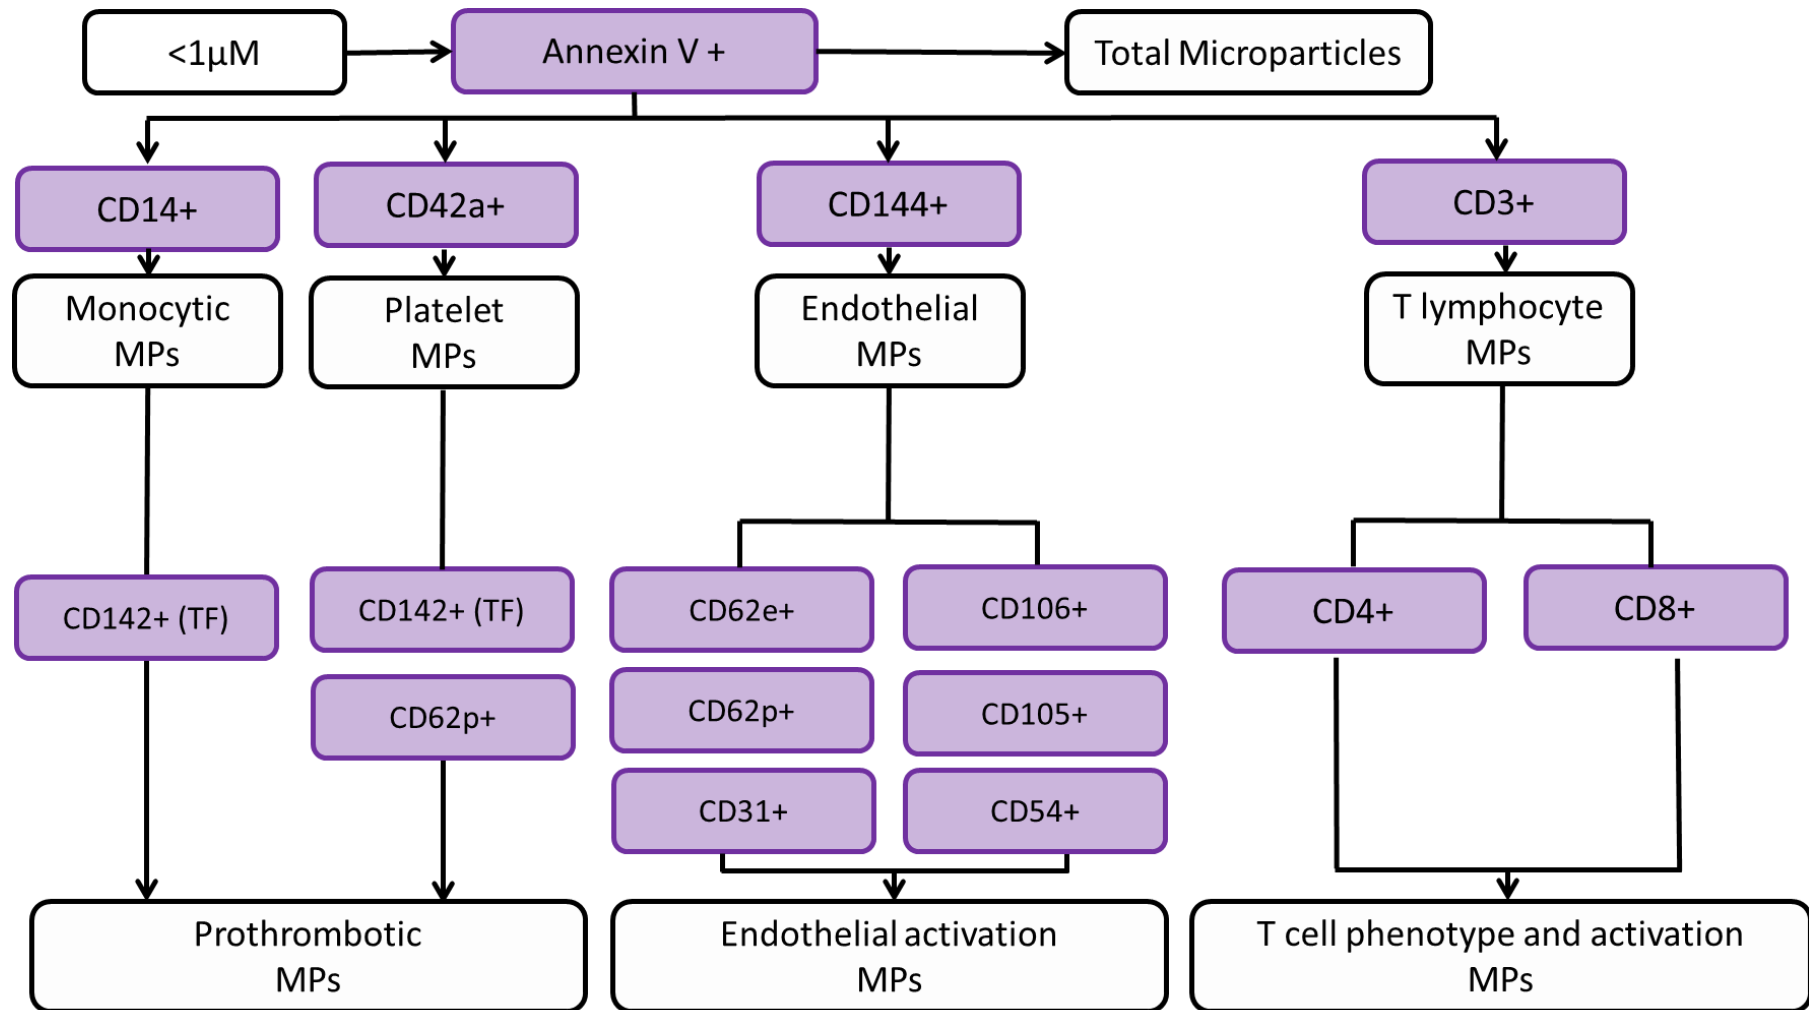 <1µM
Annexin V +
Total Microparticles
CD14+
CD42a+
CD144+
CD3+
Monocytic
MPs
Platelet
MPs
Endothelial
MPs
T lymphocyte
MPs
CD142+ (TF)
CD142+ (TF)
CD62e+
CD106+
CD4+
CD8+
CD62p+
CD62p+
CD105+
CD31+
CD54+
Prothrombotic
MPs
Endothelial activation
MPs
T cell phenotype and activation
MPs